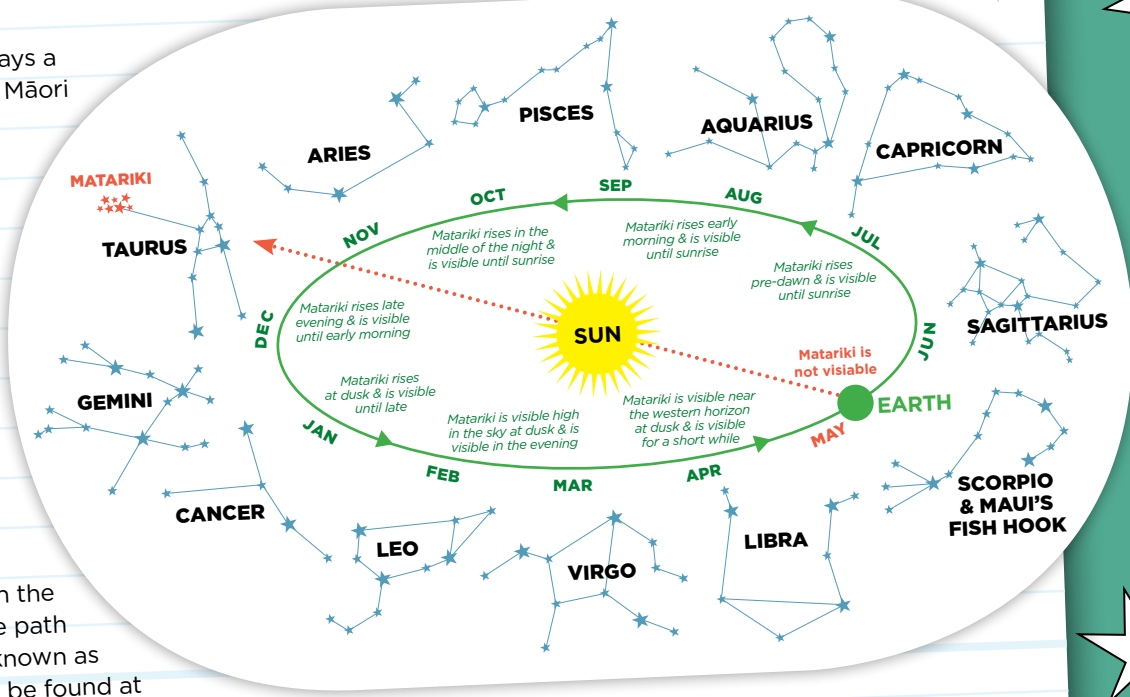 ays a
Māori
PISCES
AQUARIUS
CAPRICORN
ARIES
MATARIKI
TAURUS
SEP
OCT
AUG
NOV
JUL
Matariki rises in the
middle of the night &
is visible until sunrise
Matariki rises early
morning & is visible
until sunrise
Matariki rises
pre-dawn & is visible
until sunrise
SAGITTARIUS
DEC
Matariki rises late
evening & is visible
until early morning
SUN
JUN
Matariki is
not visiable
GEMINI
Matariki rises
at dusk & is visible
until late
Matariki is visible high
in the sky at dusk & is
visible in the evening
Matariki is visible near
the western horizon
at dusk & is visible
for a short while
EARTH
JAN
MAY
FEB
MAR
APR
SCORPIO
& MAUI'S
FISH HOOK
CANCER
LEO
VIRGO
LIBRA
n the
e path
known as
be found at